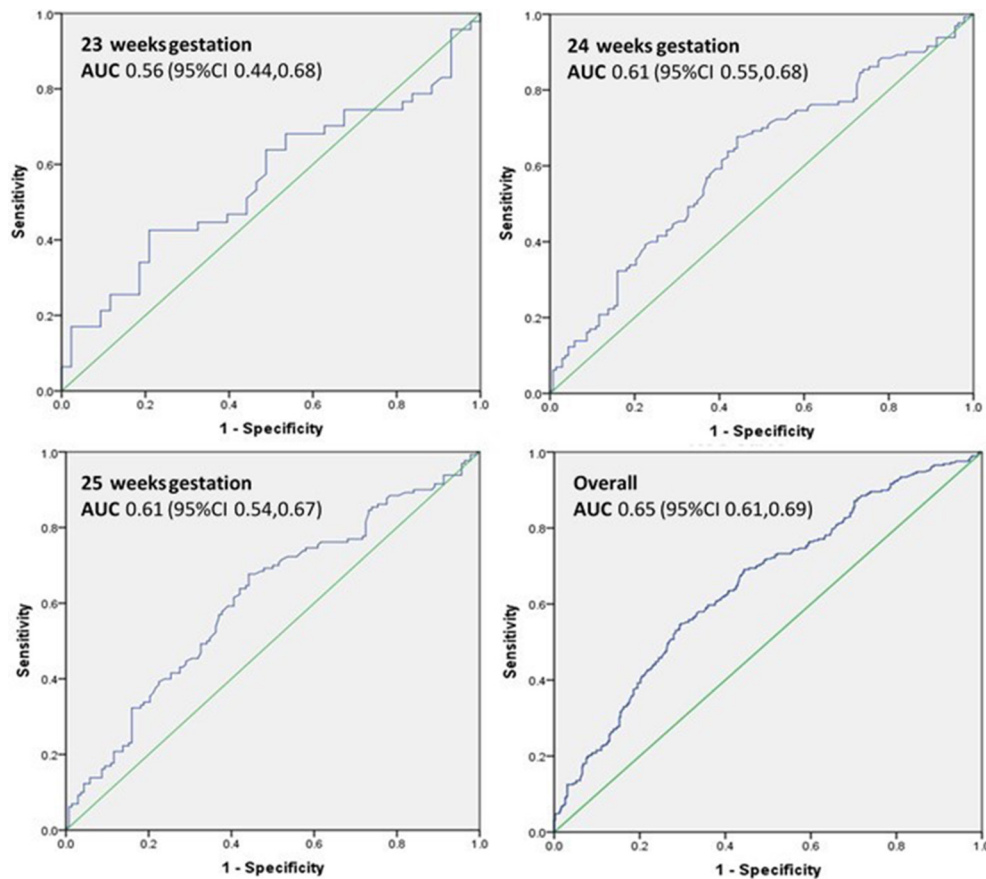 23 weeks gestation
AUC 0.56 (95%CI 0.44,0.68)
1.0
0.8
0.6
0.4
0.2
0.0
Sensitivity
0.0 0.2 0.4 0.6 0.8 1.0
1 - Specificity
24 weeks gestation
AUC 0.61 (95%CI 0.55,0.68)
1.0
0.8
0.6
0.4
0.2
0.0
Sensitivity
0.0 0.2 0.4 0.6 0.8 1.0
1 - Specificity
25 weeks gestation
AUC 0.61 (95%CI 0.54,0.67)
1.0
0.8
0.6
0.4
0.2
0.0
Sensitivity
0.0 0.2 0.4 0.6 0.8 1.0
1 - Specificity
Overall
AUC 0.65 (95%CI 0.61,0.69)
1.0
0.8
0.6
0.4
0.2
0.0
Sensitivity
0.0 0.2 0.4 0.6 0.8 1.0
1 - Specificity